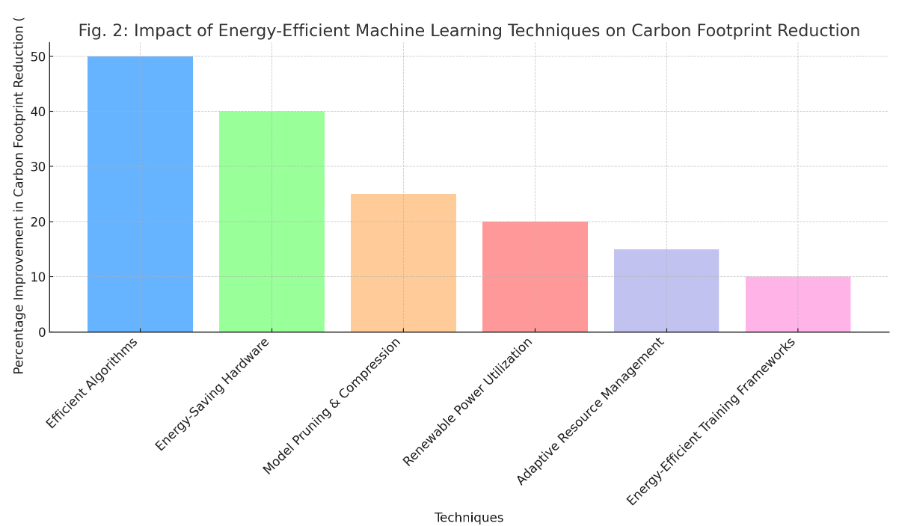 Fig. 2: Impact of Energy-Efficient Machine Learning Techniques on Carbon Footprint Reduction
Percentage Improvement in Carbon Footprint Reduction (
50
40
30
20
10
0
Efficient Algorithms
Energy-Saving Hardware
Model Pruning & Compression
Renewable Power Utilization
Adaptive Resource Management
Energy-Efficient Training Frameworks
Techniques